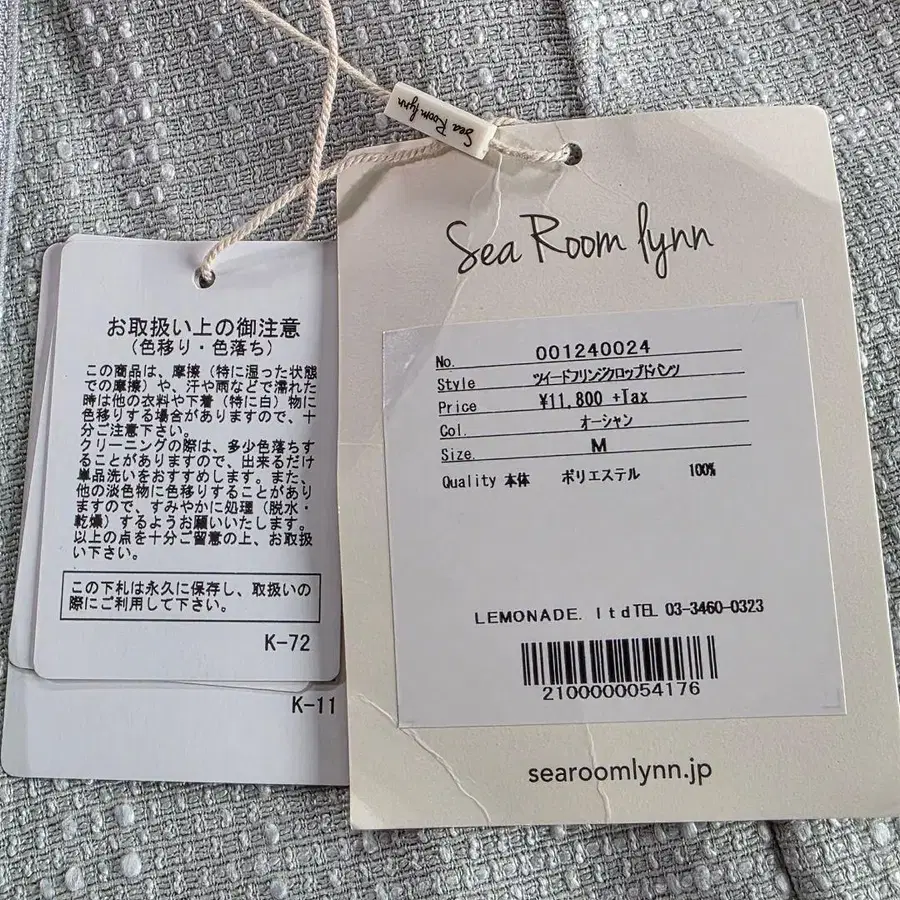 Sea Room lynn
Sea Room lynn
No. 001240024
Style ツイードフリンジクロップドパンツ
Price ¥11,800 +Tax
Col. オーシャン
Size. M
Quality 本体 ポリエステル 100%
LEMONADE. ltd TEL 03-3460-0323
2100000054176
searoomlynn.jp
お取扱い上の御注意
(色移り・色落ち)
この商品は、摩擦(特に湿った状態
での摩擦)や、汗や雨などで濡れた
時は他の衣料や下着(特に白)物に
色移りする場合がありますので、十
分ご注意下さい。
クリーニングの際は、多少色落ちす
ることがありますので、出来るだけ
単品洗いをおすすめします。また、
他の淡色物に色移りすることがあり
ますので、すみやかに処理(脱水・
乾燥)するようお願いいたします。
以上の点を十分ご留意の上、お取扱
い下さい。
この下札は永久に保存し、取扱いの
際にご利用して下さい。
K-72
K-11